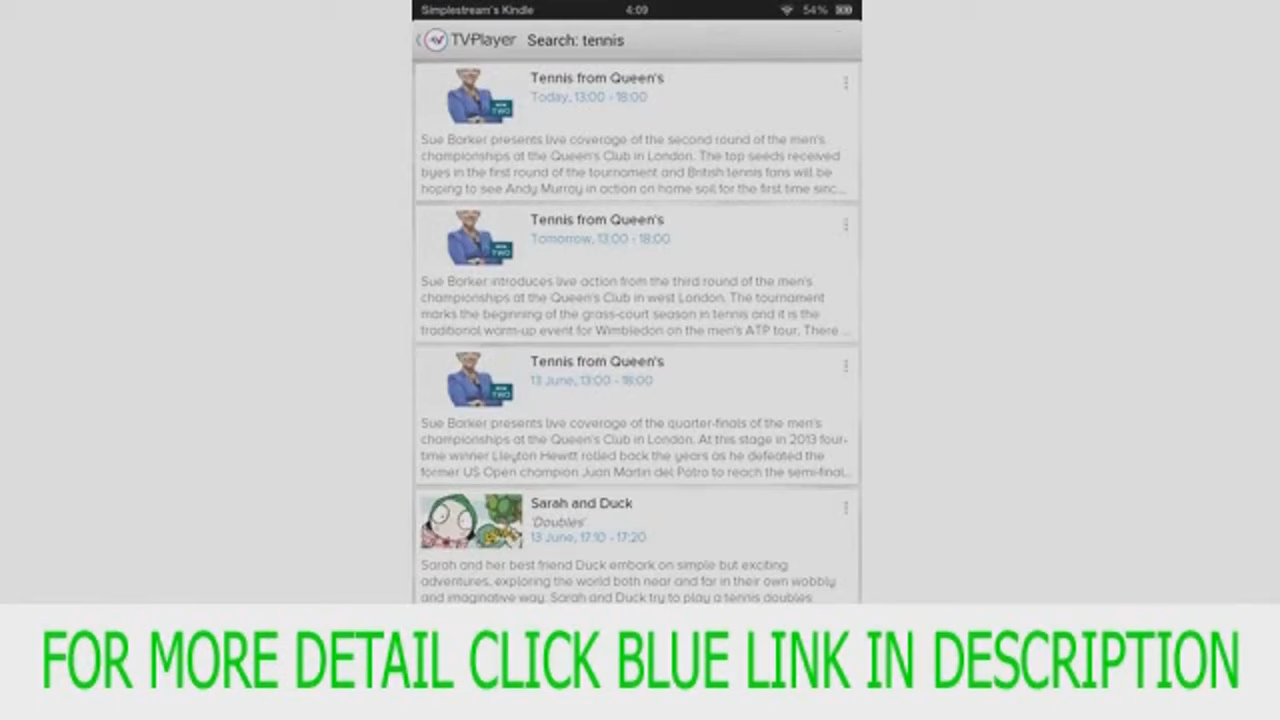 Simplestream's Kindle 4:09 54%
TVPlayer Search: tennis
Tennis from Queen's
Today, 13:00 - 18:00
TWO
Sue Barker presents live coverage of the second round of the men's
championships at the Queen's Club in London. The top seeds received
byes in the first round of the tournament and British tennis fans will be
hoping to see Andy Murray in action on home soil for the first time sinc...
Tennis from Queen's
Tomorrow, 13:00 - 18:00
TWO
Sue Barker introduces live action from the third round of the men's
championships at the Queen's Club in west London. The tournament
marks the beginning of the grass-court season in tennis and it is the
traditional warm-up event for Wimbledon on the men's ATP tour. There ...
Tennis from Queen's
13 June, 13:00 - 18:00
TWO
Sue Barker presents live coverage of the quarter-finals of the men's
championships at the Queen's Club in London. At this stage in 2013 four-
time winner Lleyton Hewitt rolled back the years as he defeated the
former US Open champion Juan Martin del Potro to reach the semi-final...
Sarah and Duck
'Doubles'
13 June, 17:10 - 17:20
Sarah and her best friend Duck embark on simple but exciting
adventures, exploring the world both near and far in their own wobbly
and imaginative way. Sarah and Duck try to play a tennis doubles
FOR MORE DETAIL CLICK BLUE LINK IN DESCRIPTION